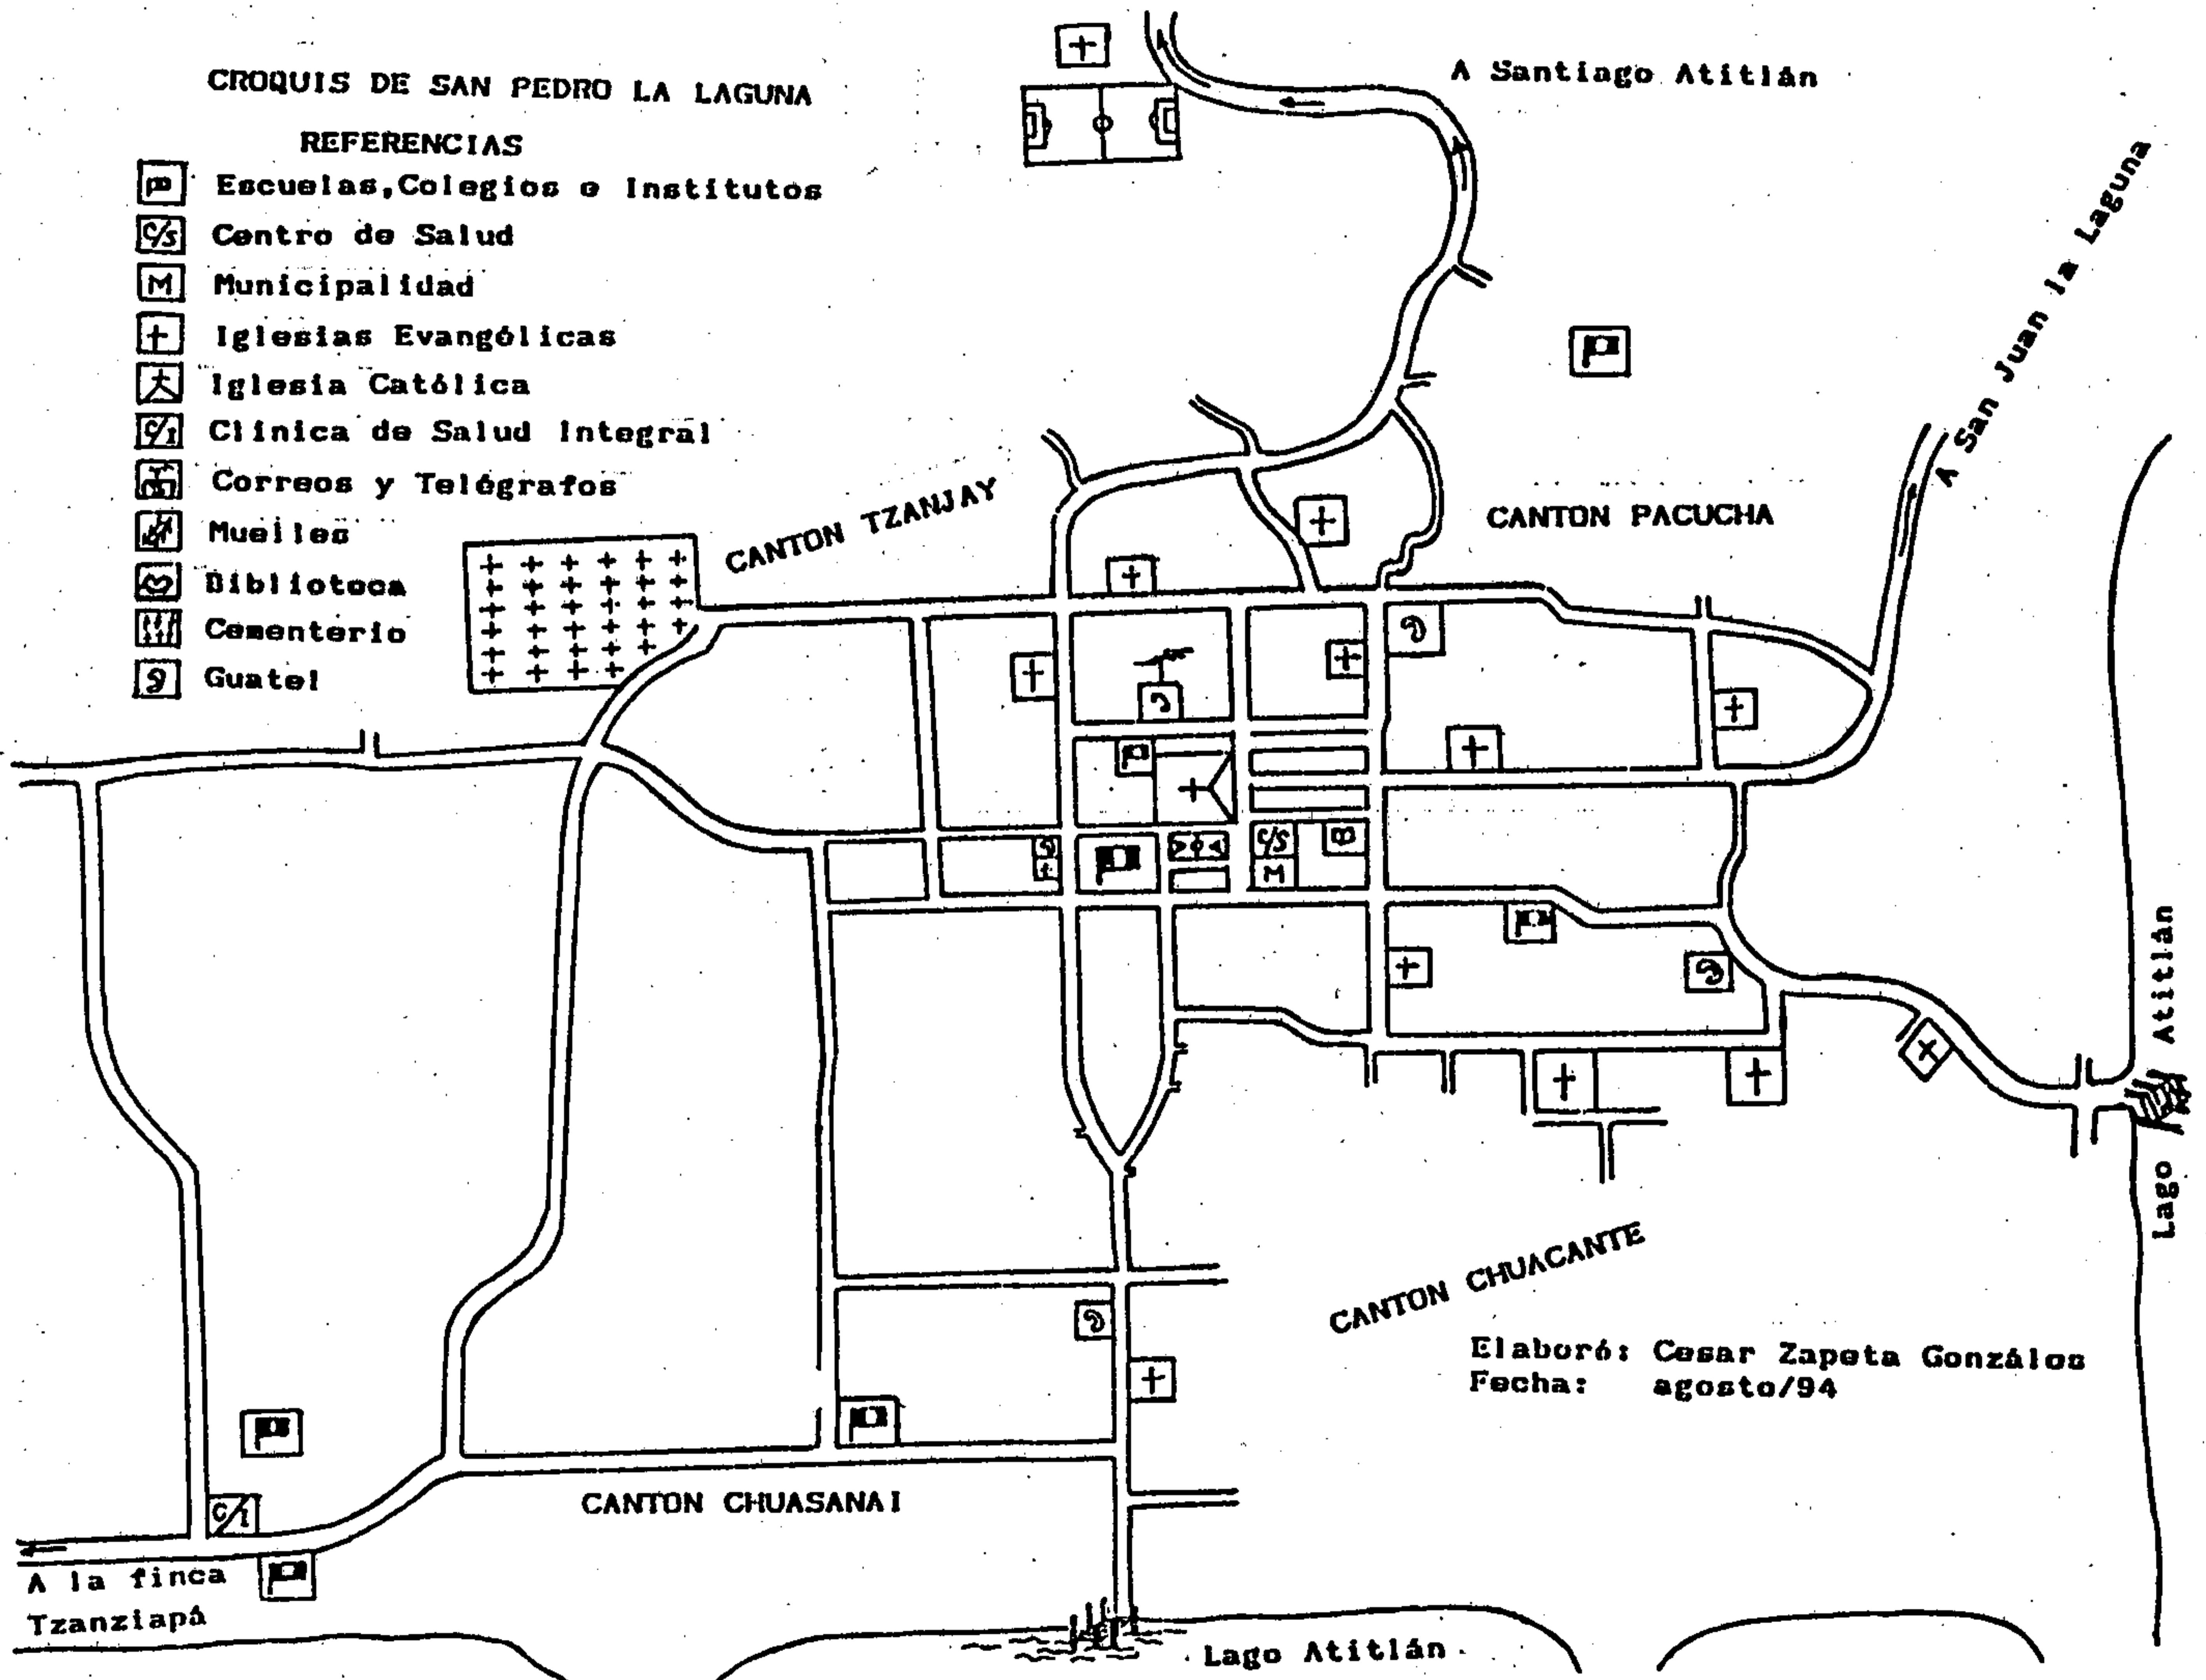 CROQUIS DE SAN PEDRO LA LAGUNA
REFERENCIAS
Escuelas,Colegios e Institutos
C/S Centro de Salud
M Municipalidad
Iglesias Evangélicas
Iglesia Católica
C/I Clinica de Salud Integral
Correos y Telégrafos
Muelles
Biblioteca
Cementerio
Guatel
A Santiago Atitlán
A San Juan la Laguna
CANTON TZANJAY
CANTON PACUCHA
C/S
B
M
Lago Atitlán
CANTON CHUACANTE
Elaboró: Cesar Zapeta Gonzáles
Fecha: agosto/94
C/I
CANTON CHUASANAI
A la finca
Tzanziapá
Lago Atitlán